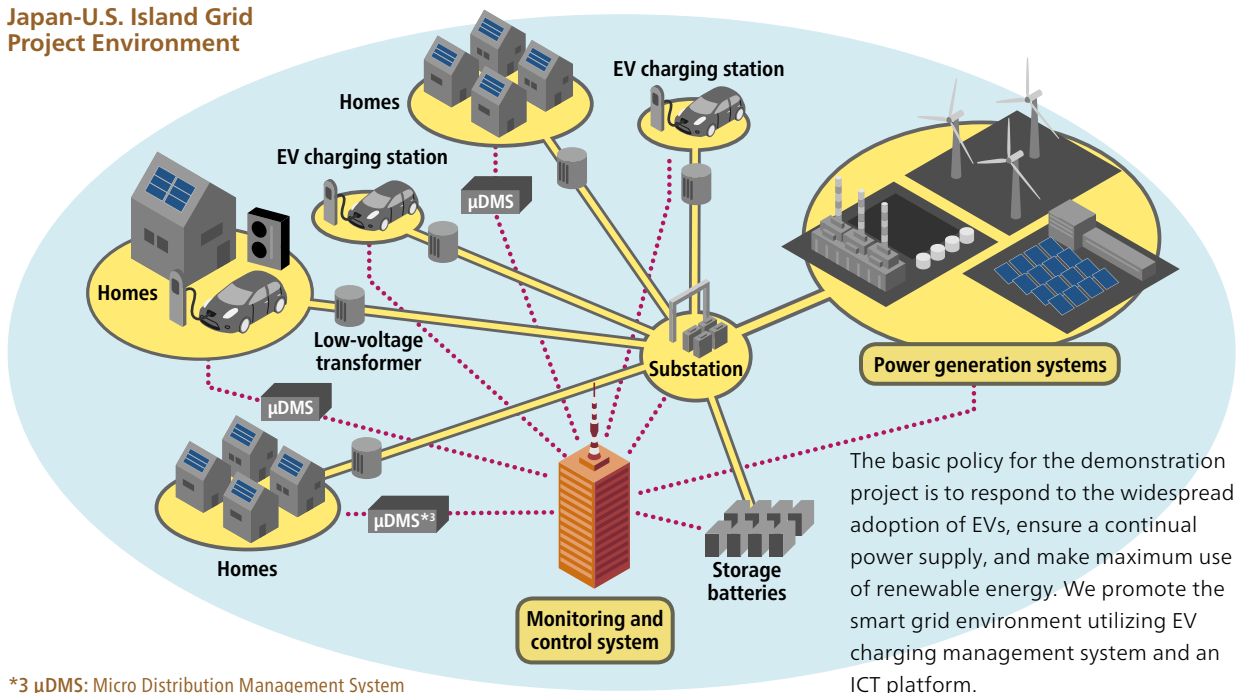 Japan-U.S. Island Grid
Project Environment
Homes
EV charging station
EV charging station
µDMS
Homes
Low-voltage
transformer
Substation
Power generation systems
µDMS
µDMS*3
Homes
Storage
batteries
Monitoring and
control system
The basic policy for the demonstration
project is to respond to the widespread
adoption of EVs, ensure a continual
power supply, and make maximum use
of renewable energy. We promote the
smart grid environment utilizing EV
charging management system and an
ICT platform.
*3 µDMS: Micro Distribution Management System